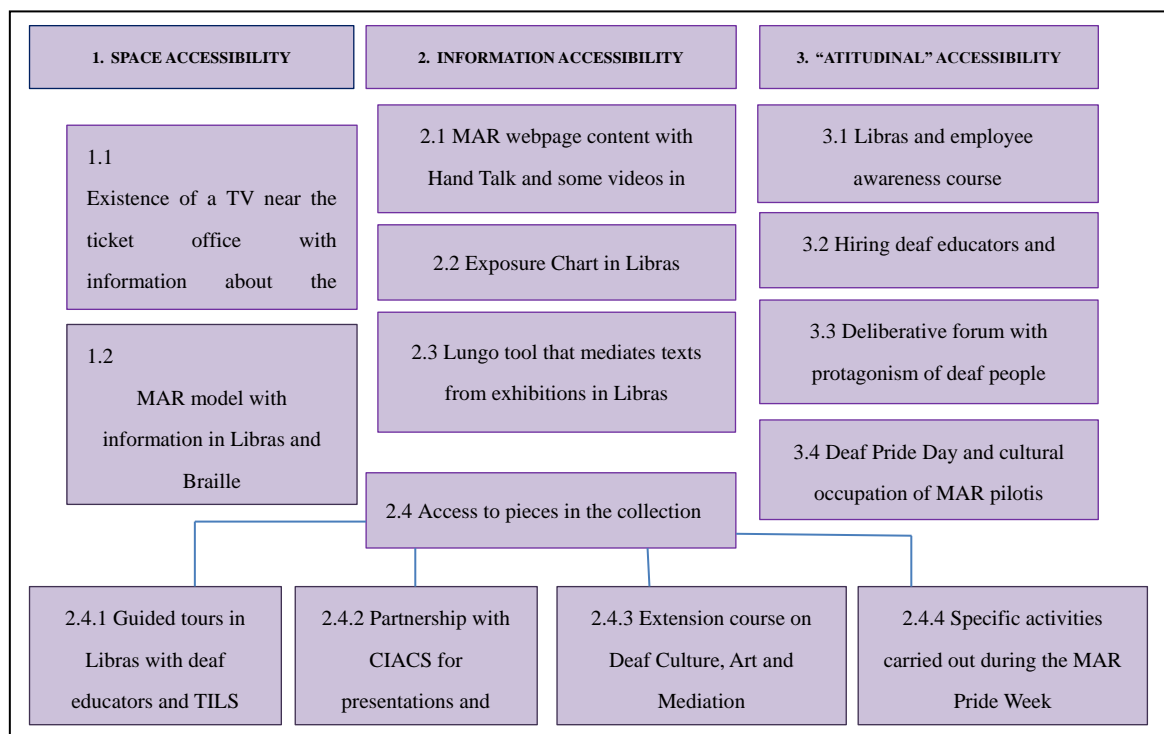 1. SPACE ACCESSIBILITY
2. INFORMATION ACCESSIBILITY
3. “ATITUDINAL” ACCESSIBILITY
1.1
Existence of a TV near the
ticket office with
information about the
1.2
MAR model with
information in Libras and
Braille
2.1 MAR webpage content with
Hand Talk and some videos in
2.2 Exposure Chart in Libras
2.3 Lungo tool that mediates texts
from exhibitions in Libras
3.1 Libras and employee
awareness course
3.2 Hiring deaf educators and
3.3 Deliberative forum with
protagonism of deaf people
3.4 Deaf Pride Day and cultural
occupation of MAR pilotis
2.4 Access to pieces in the collection
2.4.1 Guided tours in
Libras with deaf
educators and TILS
2.4.2 Partnership with
CIACS for
presentations and
2.4.3 Extension course on
Deaf Culture, Art and
Mediation
2.4.4 Specific activities
carried out during the MAR
Pride Week